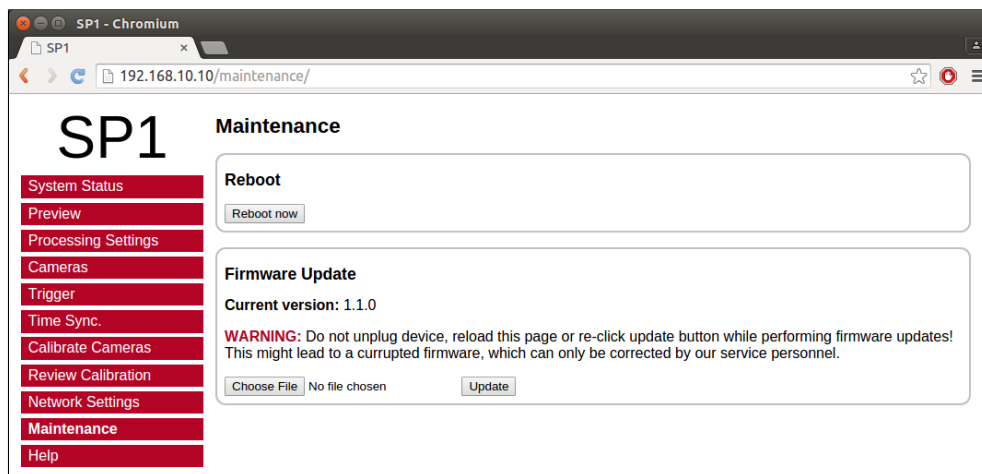 SP1 - Chromium
SP1
192.168.10.10/maintenance/
SP1
System Status
Preview
Processing Settings
Cameras
Trigger
Time Sync.
Calibrate Cameras
Review Calibration
Network Settings
Maintenance
Help
Maintenance
Reboot
Reboot now
Firmware Update
Current version: 1.1.0
WARNING: Do not unplug device, reload this page or re-click update button while performing firmware updates!
This might lead to a currupted firmware, which can only be corrected by our service personnel.
Choose File No file chosen Update